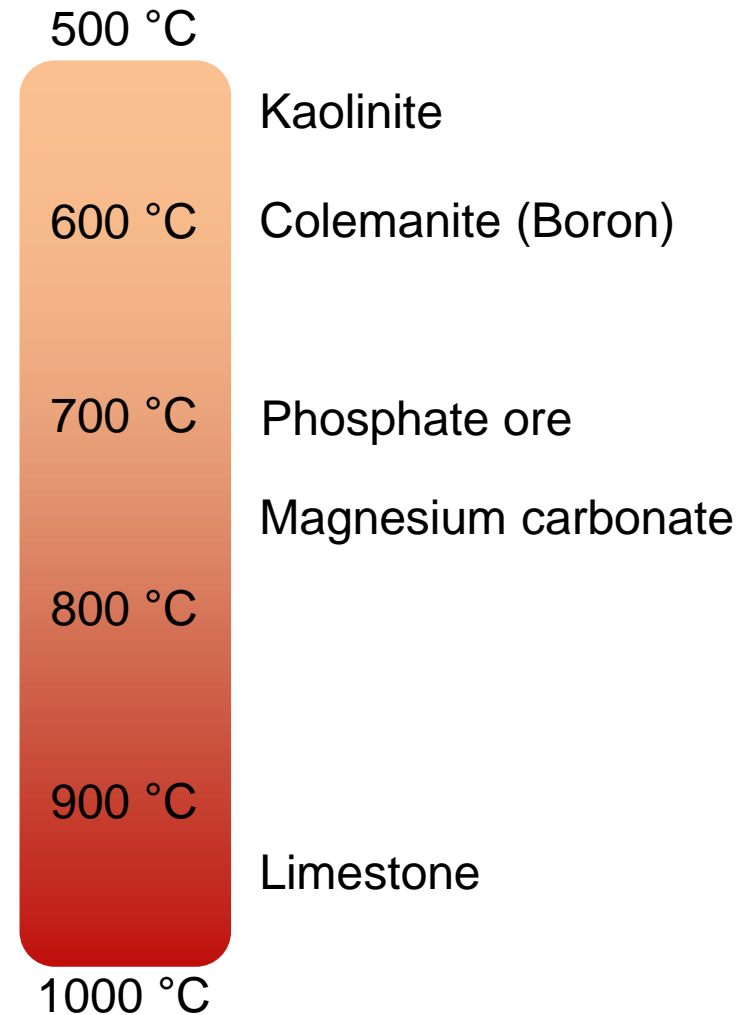 500 °C
Kaolinite
600 °C
Colemanite (Boron)
700 °C
Phosphate ore
Magnesium carbonate
800 °C
900 °C
Limestone
1000 °C